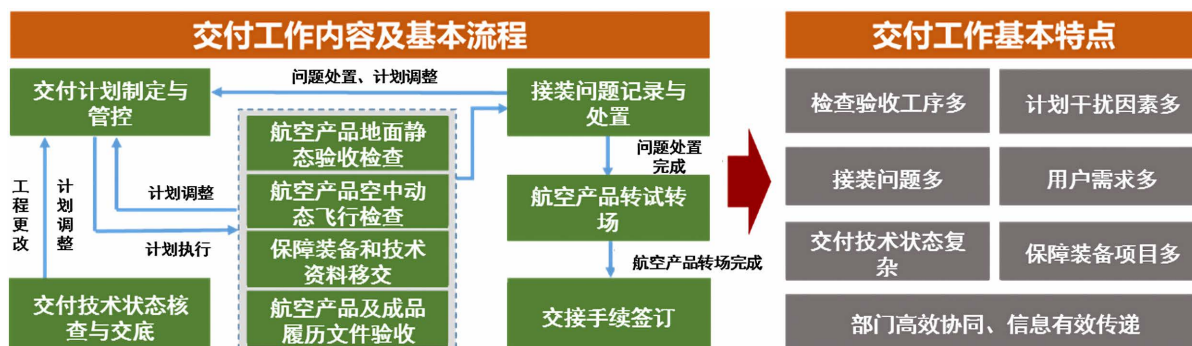 交付工作内容及基本流程
交付计划制定与
管控
问题处置、计划调整
接装问题记录与
处置
航空产品地面静
态验收检查
航空产品空中动
态飞行检查
保障装备和技术
资料移交
航空产品及成品
履历文件验收
计划调整
计划执行
工程更改
计划调整
交付技术状态核
查与交底
问题处置
完成
航空产品转试转
场
航空产品转场完成
交接手续签订
交付工作基本特点
检查验收工序多
计划干扰因素多
接装问题多
用户需求多
交付技术状态复
杂
保障装备项目多
部门高效协同、信息有效传递